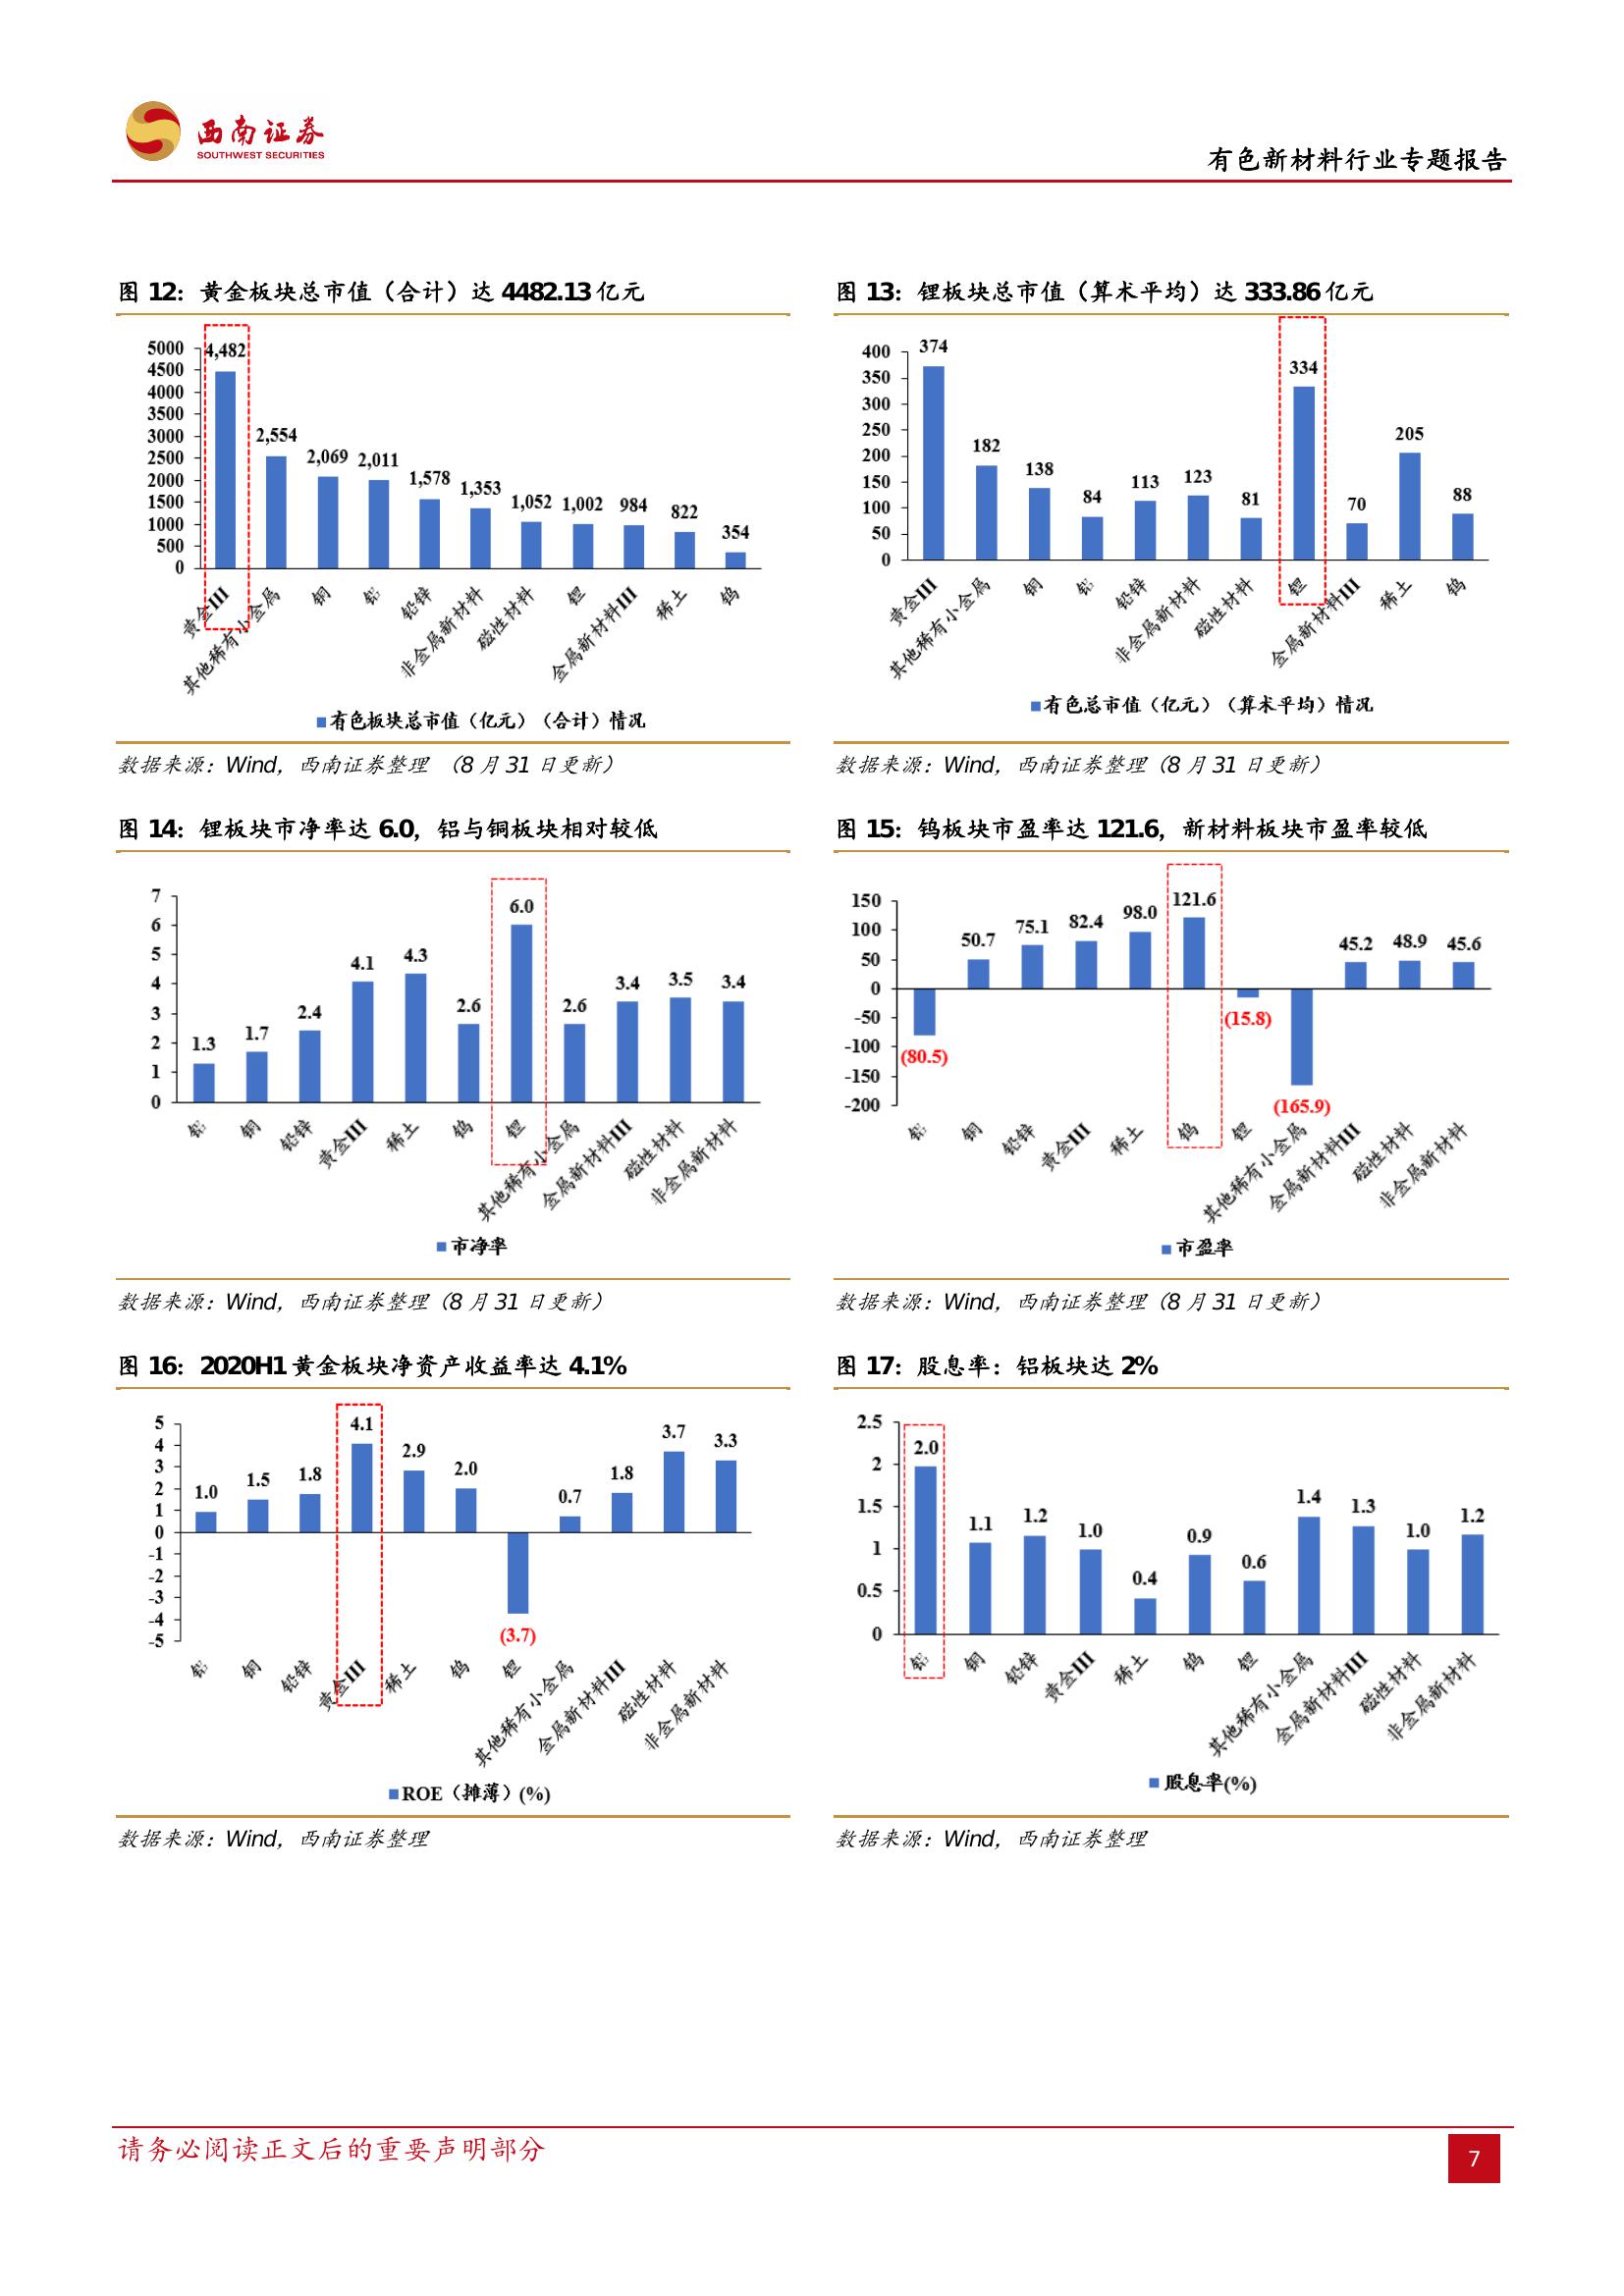 西南证券
SOUTHWEST SECURITIES
有色新材料行业专题报告
图 12：黄金板块总市值（合计）达 4482.13 亿元
5000
4500
4000
3500
3000
2500
2000
1500
1000
500
0
4,482
2,554
2,069
2,011
1,578
1,353
1,052
1,002
984
822
354
黄金III
其他稀有小金属
铜
铝
铅锌
非金属新材料
磁性材料
锂
金属新材料III
稀土
钨
有色板块总市值（亿元）（合计）情况
数据来源：Wind，西南证券整理 （8 月 31 日更新）
图 13：锂板块总市值（算术平均）达 333.86 亿元
400
350
300
250
200
150
100
50
0
374
182
138
84
113
123
81
334
70
205
88
黄金III
其他稀有小金属
铜
铝
铅锌
非金属新材料
磁性材料
锂
金属新材料III
稀土
钨
有色总市值（亿元）（算术平均）情况
数据来源：Wind，西南证券整理（8 月 31 日更新）
图 14：锂板块市净率达 6.0，铝与铜板块相对较低
7
6
5
4
3
2
1
0
1.3
1.7
2.4
4.1
4.3
2.6
6.0
2.6
3.4
3.5
3.4
铝
铜
铅锌
黄金III
稀土
钨
锂
其他稀有小金属
金属新材料III
磁性材料
非金属新材料
市净率
数据来源：Wind，西南证券整理（8 月 31 日更新）
图 15：钨板块市盈率达 121.6，新材料板块市盈率较低
150
100
50
0
-50
-100
-150
-200
(80.5)
50.7
75.1
82.4
98.0
121.6
(15.8)
(165.9)
45.2
48.9
45.6
铝
铜
铅锌
黄金III
稀土
钨
锂
其他稀有小金属
金属新材料III
磁性材料
非金属新材料
市盈率
数据来源：Wind，西南证券整理（8 月 31 日更新）
图 16：2020H1 黄金板块净资产收益率达 4.1%
5
4
3
2
1
0
-1
-2
-3
-4
-5
1.0
1.5
1.8
4.1
2.9
2.0
(3.7)
0.7
1.8
3.7
3.3
铝
铜
铅锌
黄金III
稀土
钨
锂
其他稀有小金属
金属新材料III
磁性材料
非金属新材料
ROE（摊薄）(%)
数据来源：Wind，西南证券整理
图 17：股息率：铝板块达 2%
2.5
2
1.5
1
0.5
0
2.0
1.1
1.2
1.0
0.4
0.9
0.6
1.4
1.3
1.0
1.2
铝
铜
铅锌
黄金III
稀土
钨
锂
其他稀有小金属
金属新材料III
磁性材料
非金属新材料
股息率(%)
数据来源：Wind，西南证券整理
请务必阅读正文后的重要声明部分
7